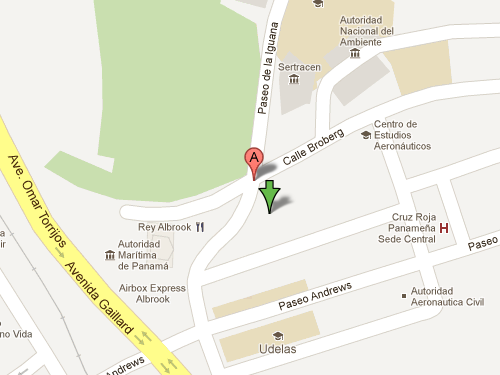 Paseo de la Iguana
Autoridad
Nacional del
Ambiente
Sertracen
Centro de
Estudios
Aeronáuticos
Calle Broberg
A
Ave. Omar Torrijos
Avenida Gaillard
Rey Albrook
Autoridad
Marítima
de Panamá
Cruz Roja
Panameña
Sede Central
H
Paseo
Airbox Express
Albrook
Paseo Andrews
Autoridad
Aeronautica Civil
no Vida
Udelas
Andrews